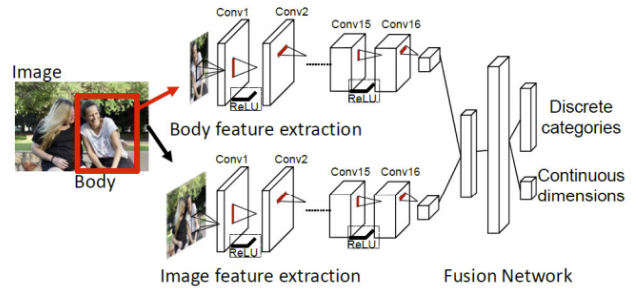 Image
Body
Conv1
Conv2
Conv15
Conv16
ReLU
ReLU
Body feature extraction
Conv1
Conv2
Conv15
Conv16
ReLU
ReLU
Image feature extraction
Discrete
categories
Continuous
dimensions
Fusion Network